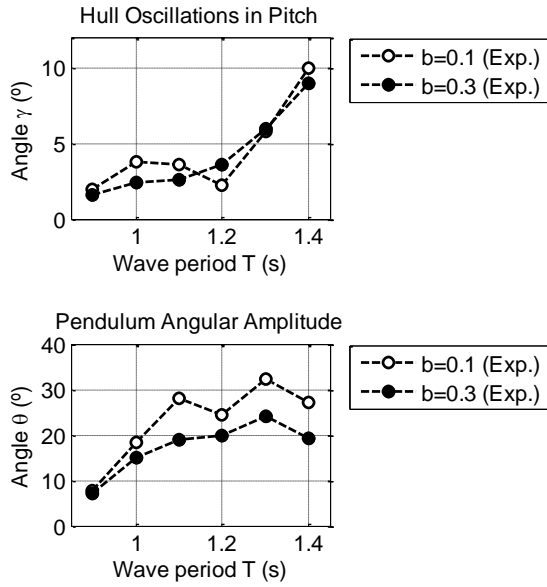 Hull Oscillations in Pitch
10
5
0
Angle γ (º)
1
1.2
1.4
Wave period T (s)
b=0.1 (Exp.)
b=0.3 (Exp.)
Pendulum Angular Amplitude
40
30
20
10
0
Angle θ (º)
1
1.2
1.4
Wave period T (s)
b=0.1 (Exp.)
b=0.3 (Exp.)